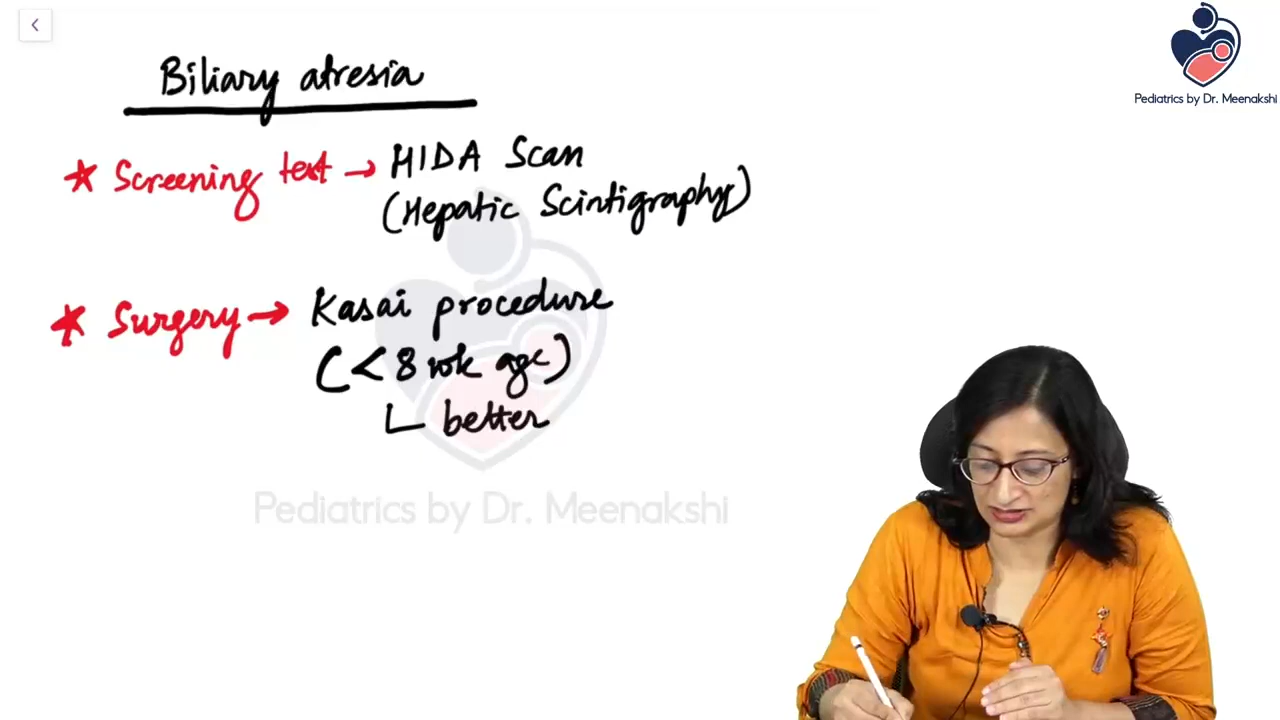 Biliary atresia
Pediatrics by Dr. Meenakshi
★ Screening test → HIDA Scan
(Hepatic Scintigraphy)
★ Surgery → Kasai procedure
(< 8 wk age)
better
Pediatrics by Dr. Meenakshi